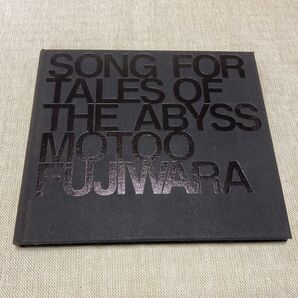 SONG FOR
TALES OF
THE ABYSS
MOTOO
FUJIWARA